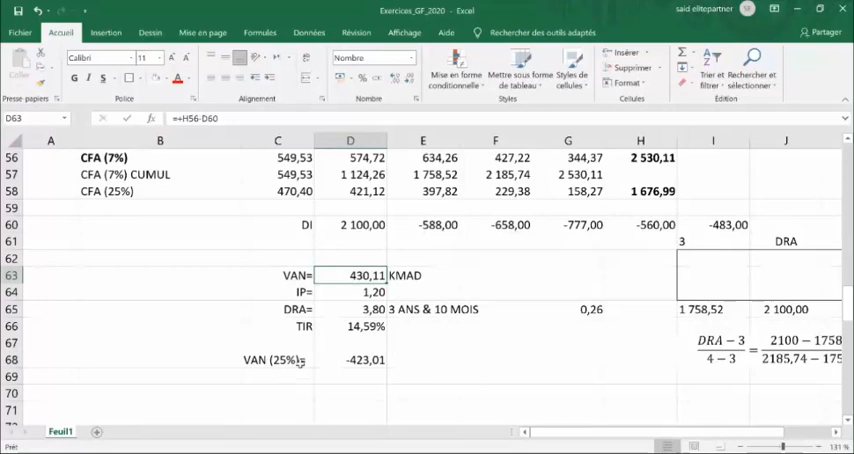 Exercices_GF_2020 - Excel
said elitepartner
SE
Fichier Accueil Insertion Dessin Mise en page Formules Données Révision Affichage Aide Rechercher des outils adaptés Partager
Coller
Calibri 11
G I S
Nombre
Mise en forme conditionnelle
Mettre sous forme de tableau
Styles de cellules
Insérer
Supprimer
Format
Trier et filtrer
Rechercher et sélectionner
Presse-papiers Police Alignement Nombre Styles Cellules Édition
D63 =+H56-D60
A B C D E F G H I J
56 CFA (7%) 549,53 574,72 634,26 427,22 344,37 2 530,11
57 CFA (7%) CUMUL 549,53 1 124,26 1 758,52 2 185,74 2 530,11
58 CFA (25%) 470,40 421,12 397,82 229,38 158,27 1 676,99
59
60 DI 2 100,00 -588,00 -658,00 -777,00 -560,00 -483,00
61 3 DRA
62
63 VAN= 430,11 KMAD
64 IP= 1,20
65 DRA= 3,80 3 ANS & 10 MOIS 0,26 1 758,52 2 100,00
66 TIR 14,59%
67 DRA − 3 / 4 − 3 = 2100 − 1758 / 2185,74 − 175
68 VAN (25%)= -423,01
69
70
71
Feuil1
Prêt 131 %